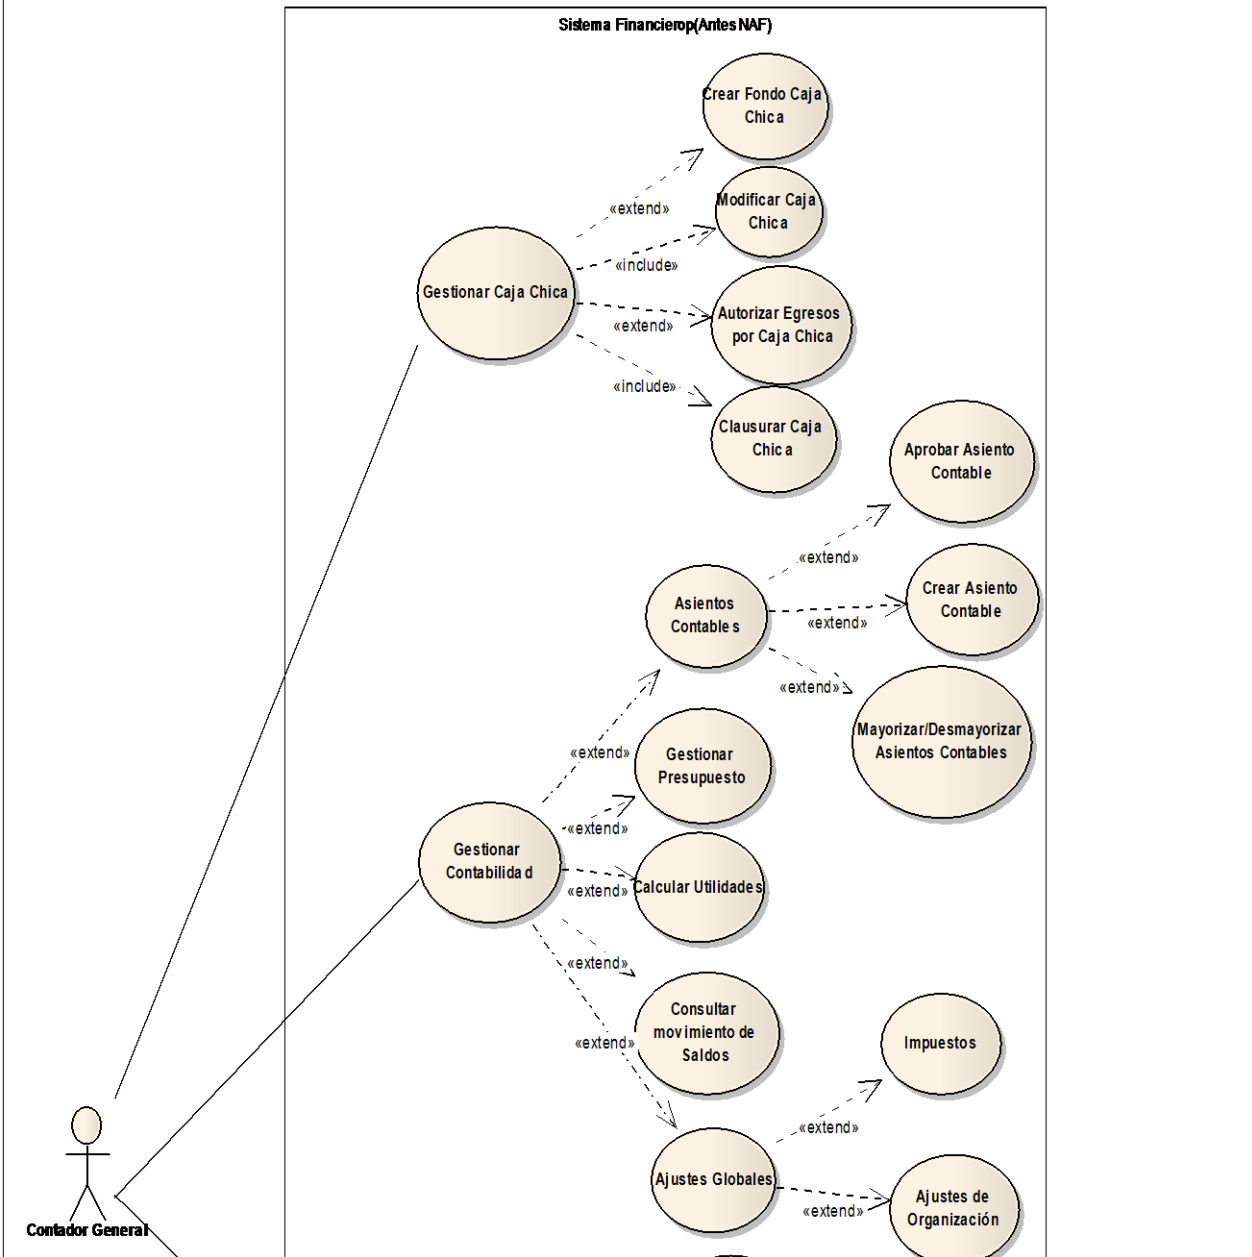 Sistema Financierop(Antes NAF)
Crear Fondo Caja
Chica
«extend»
Modificar Caja
Chica
«include»
Gestionar Caja Chica
Autorizar Egresos
por Caja Chica
«extend»
«include»
Clausurar Caja
Chica
Aprobar Asiento
Contable
«extend»
Asientos
Contables
Crear Asiento
Contable
«extend»
«extend»
Mayorizar/Desmayorizar
Asientos Contables
«extend»
Gestionar
Presupuesto
«extend»
Gestionar
Contabilidad
Calcular Utilidades
«extend»
«extend»
Consultar
movimiento de
Saldos
«extend»
Impuestos
«extend»
Ajustes Globales
Ajustes de
Organización
«extend»
Contador General